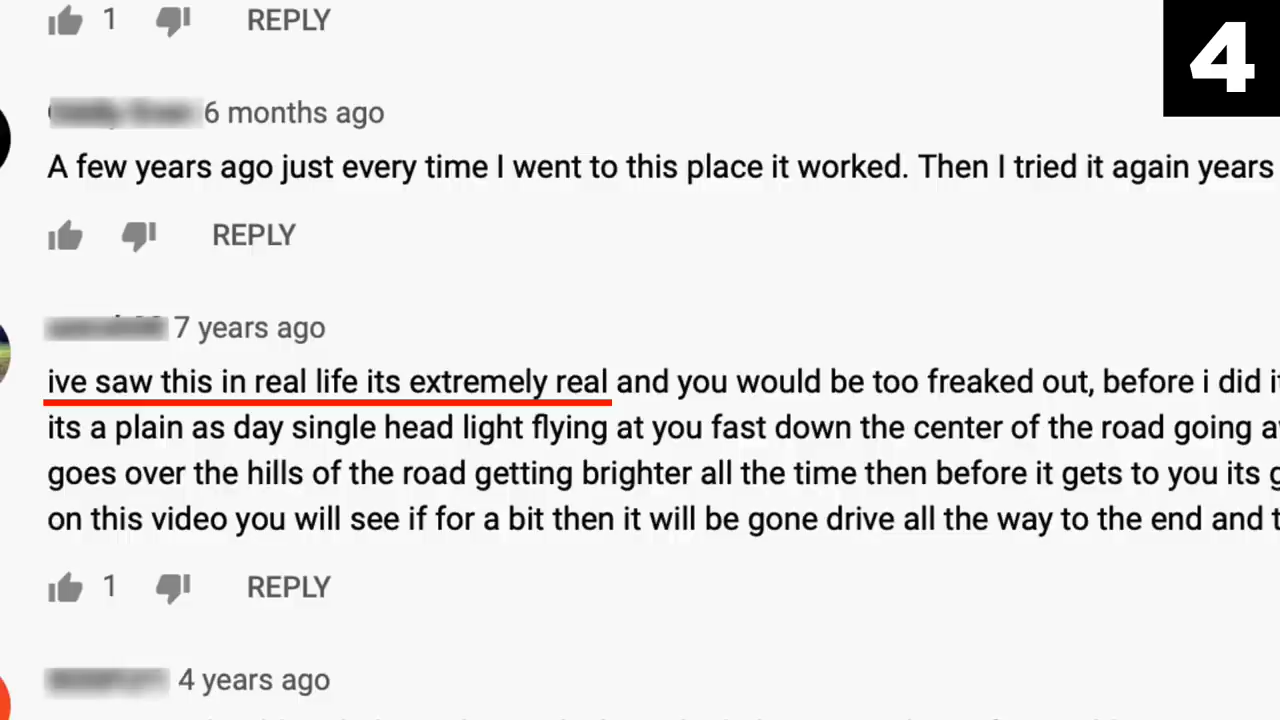 1 REPLY
4
6 months ago
A few years ago just every time I went to this place it worked. Then I tried it again years
REPLY
7 years ago
ive saw this in real life its extremely real and you would be too freaked out, before i did
its a plain as day single head light flying at you fast down the center of the road going
goes over the hills of the road getting brighter all the time then before it gets to you its
on this video you will see if for a bit then it will be gone drive all the way to the end and
1 REPLY
4 years ago